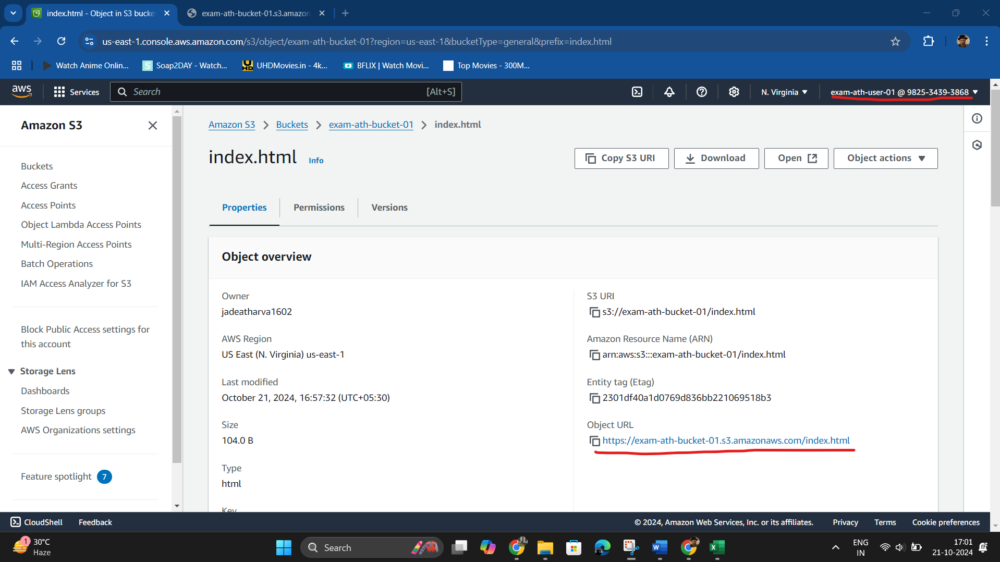 index.html - Object in S3 bucke
exam-ath-bucket-01.s3.amazon
us-east-1.console.aws.amazon.com/s3/object/exam-ath-bucket-01?region=us-east-1&bucketType=general&prefix=index.html
Watch Anime Onlin...
Soap2DAY - Watch...
UHDMovies.in - 4k...
BFLIX | Watch Movi...
Top Movies - 300M...
aws
Services
Search
[Alt+S]
N. Virginia
exam-ath-user-01 @ 9825-3439-3868
Amazon S3
Buckets
Access Grants
Access Points
Object Lambda Access Points
Multi-Region Access Points
Batch Operations
IAM Access Analyzer for S3
Block Public Access settings for
this account
Storage Lens
Dashboards
Storage Lens groups
AWS Organizations settings
Feature spotlight 7
Amazon S3 > Buckets > exam-ath-bucket-01 > index.html
index.html Info
Copy S3 URI
Download
Open
Object actions
Properties
Permissions
Versions
Object overview
Owner
jadeatharva1602
AWS Region
US East (N. Virginia) us-east-1
Last modified
October 21, 2024, 16:57:32 (UTC+05:30)
Size
104.0 B
Type
html
Key
S3 URI
s3://exam-ath-bucket-01/index.html
Amazon Resource Name (ARN)
arn:aws:s3:::exam-ath-bucket-01/index.html
Entity tag (Etag)
2301df40a1d0769d836bb221069518b3
Object URL
https://exam-ath-bucket-01.s3.amazonaws.com/index.html
CloudShell
Feedback
© 2024, Amazon Web Services, Inc. or its affiliates.
Privacy
Terms
Cookie preferences
1
30°C
Haze
Search
ENG
IN
17:01
21-10-2024